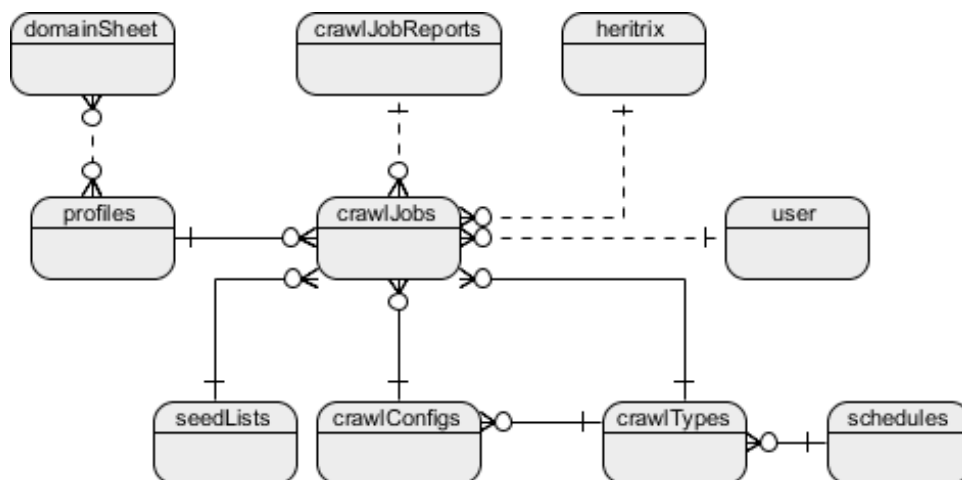 domainSheet
crawlJobReports
heritrix
profiles
crawlJobs
user
seedLists
crawlConfigs
crawlTypes
schedules